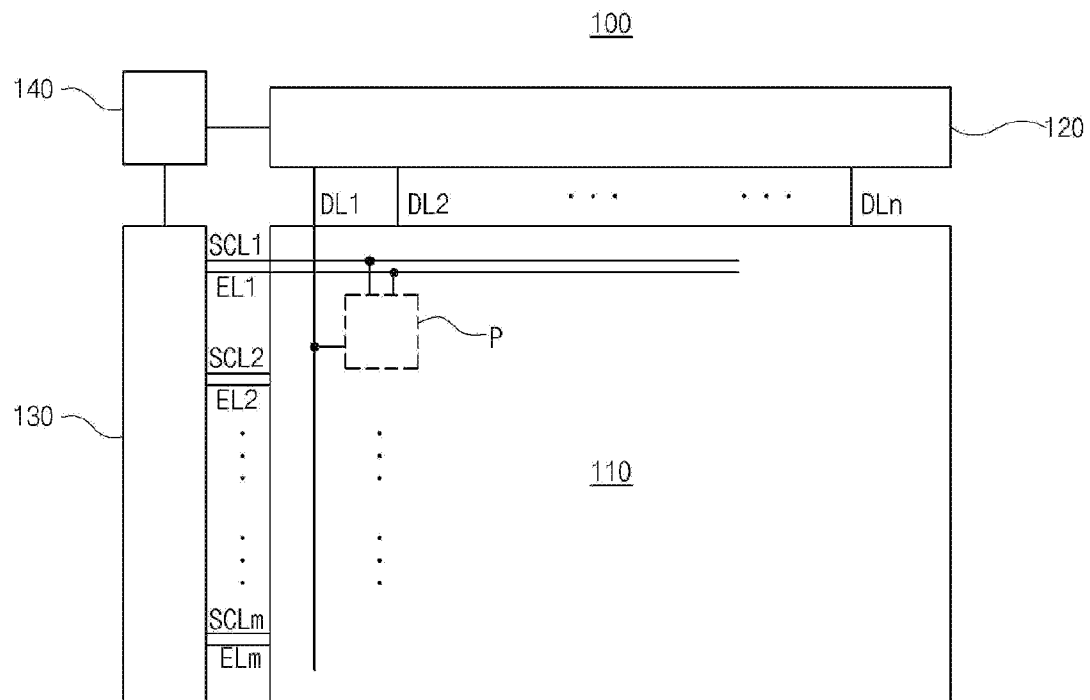 100
140
120
DL1 DL2 . . . . . . DLn
SCL1
EL1
P
SCL2
EL2
130
110
SCLm
ELm